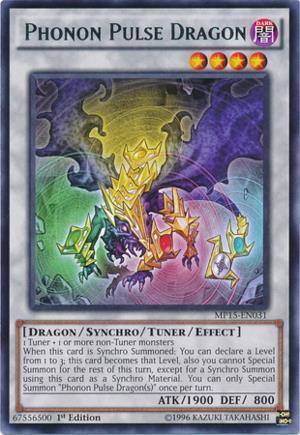 PHONON PULSE DRAGON
DARK
闇
MP15-EN031
[DRAGON/SYNCHRO/TUNER/EFFECT]
1 Tuner + 1 or more non-Tuner monsters
When this card is Synchro Summoned: You can declare a Level
from 1 to 3; this card becomes that Level, also you cannot Special
Summon for the rest of this turn, except for a Synchro Summon
using this card as a Synchro Material. You can only Special
Summon "Phonon Pulse Dragon(s)" once per turn.
ATK/1900 DEF/ 800
67556500 1st Edition ©1996 KAZUKI TAKAHASHI